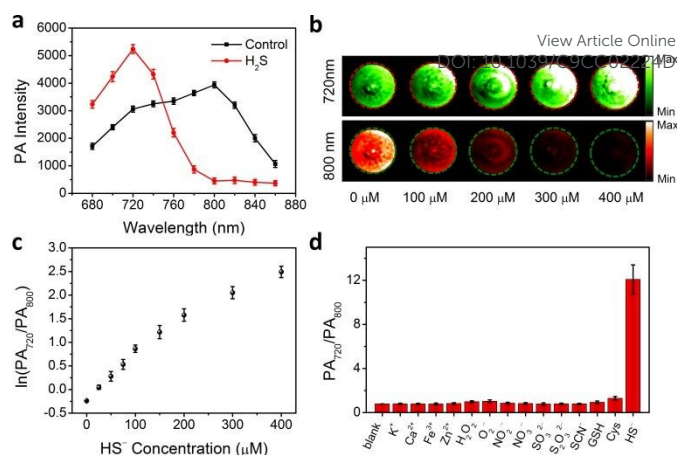 a
PA Intensity
6000
5000
4000
3000
2000
1000
0
Control
H₂S
680 720 760 800 840 880
Wavelength (nm)
b
View Article Online
DOI: 10.1039/C9CC02224D
720nm
800 nm
Max
Min
Max
Min
0 μM 100 μM 200 μM 300 μM 400 μM
c
ln(PA₇₂₀/PA₈₀₀)
3.0
2.5
2.0
1.5
1.0
0.5
0.0
-0.5
0 100 200 300 400
HS⁻ Concentration (μM)
d
PA₇₂₀/PA₈₀₀
12
8
4
0
blank K⁺ Ca²⁺ Fe³⁺ Zn²⁺ H₂O₂ O₂⁻ NO₂⁻ NO₃⁻ SO₃²⁻ S₂O₃²⁻ SCN⁻ GSH Cys HS⁻